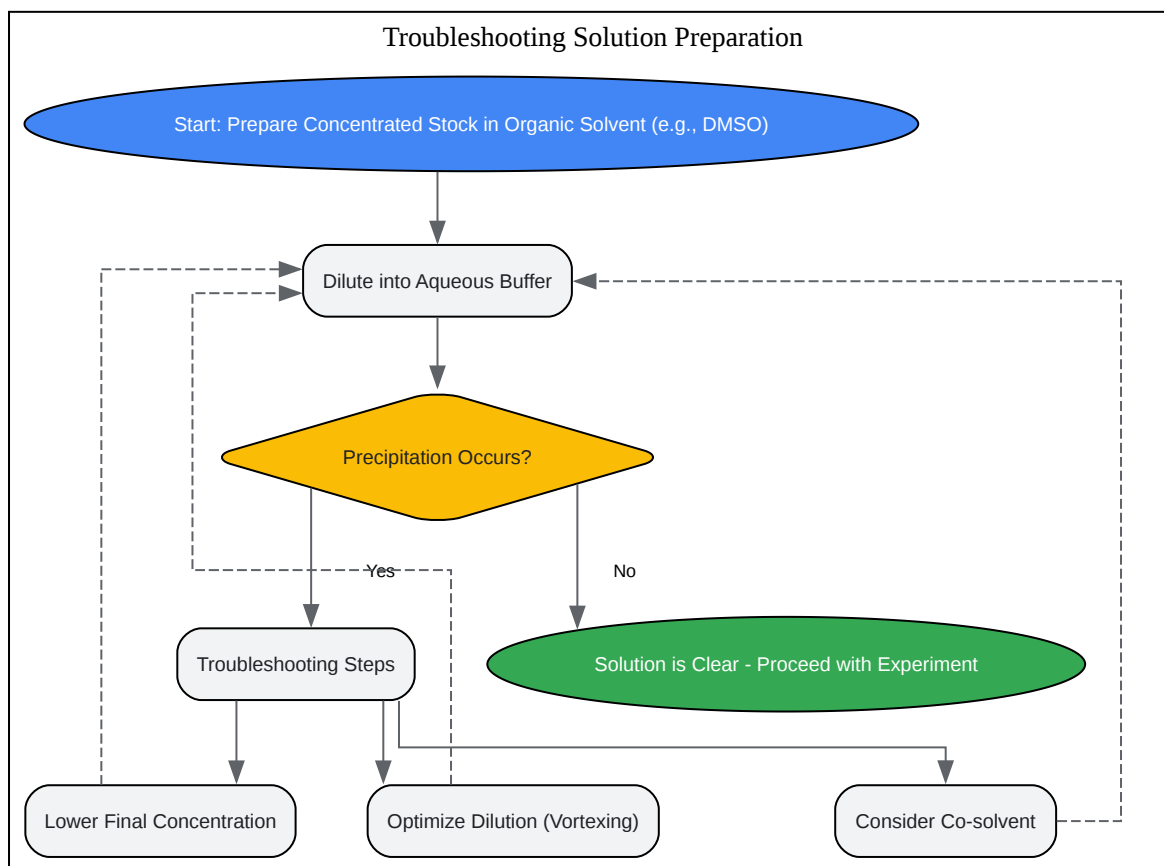 Troubleshooting Solution Preparation
Start: Prepare Concentrated Stock in Organic Solvent (e.g., DMSO)
Dilute into Aqueous Buffer
Precipitation Occurs?
Yes
No
Troubleshooting Steps
Solution is Clear - Proceed with Experiment
Lower Final Concentration
Optimize Dilution (Vortexing)
Consider Co-solvent